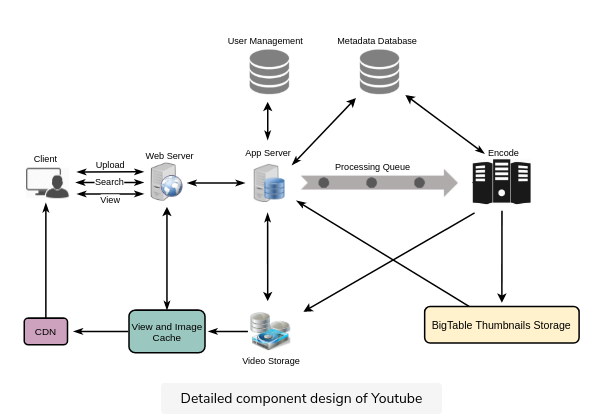 User Management
Metadata Database
Client
Upload
Search
View
Web Server
App Server
Processing Queue
Encode
CDN
View and Image
Cache
Video Storage
BigTable Thumbnails Storage
Detailed component design of Youtube